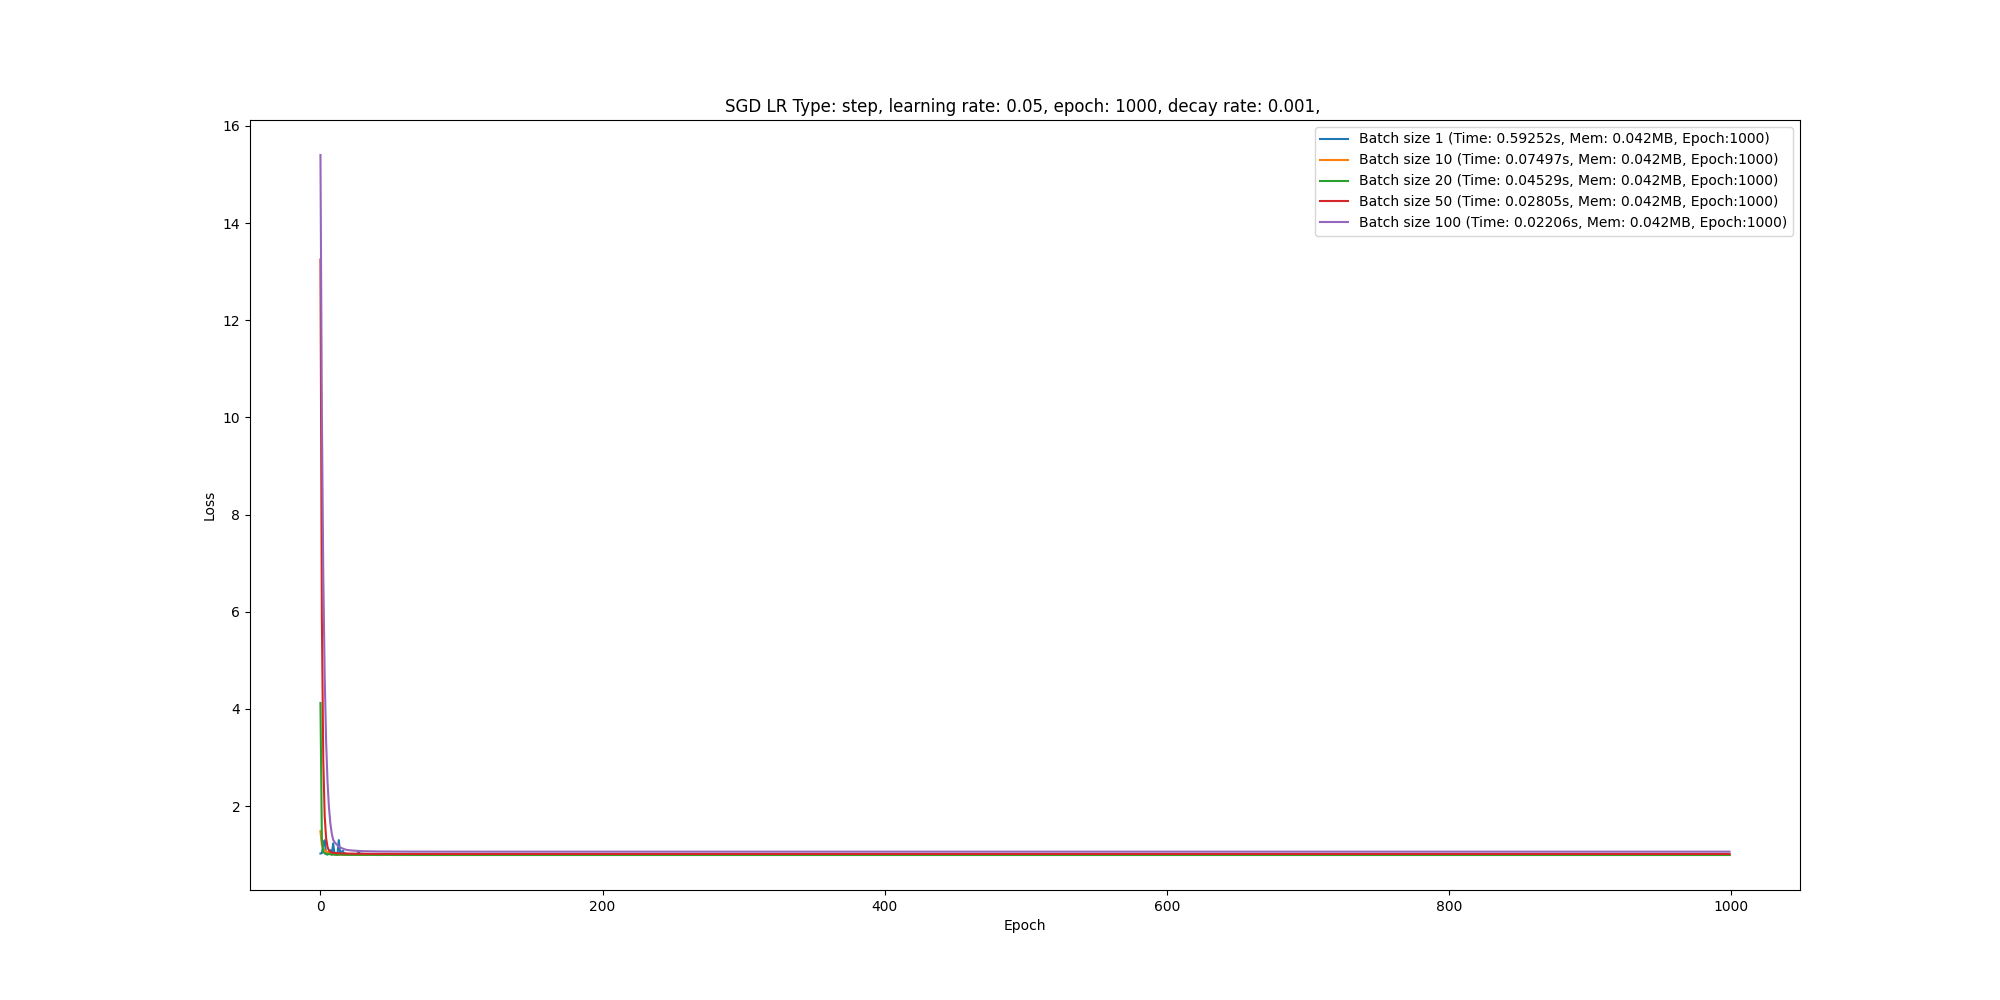 SGD LR Type: step, learning rate: 0.05, epoch: 1000, decay rate: 0.001,
16
14
12
10
8
6
4
2
Loss
Batch size 1 (Time: 0.59252s, Mem: 0.042MB, Epoch:1000)
Batch size 10 (Time: 0.07497s, Mem: 0.042MB, Epoch:1000)
Batch size 20 (Time: 0.04529s, Mem: 0.042MB, Epoch:1000)
Batch size 50 (Time: 0.02805s, Mem: 0.042MB, Epoch:1000)
Batch size 100 (Time: 0.02206s, Mem: 0.042MB, Epoch:1000)
0 200 400 600 800 1000
Epoch